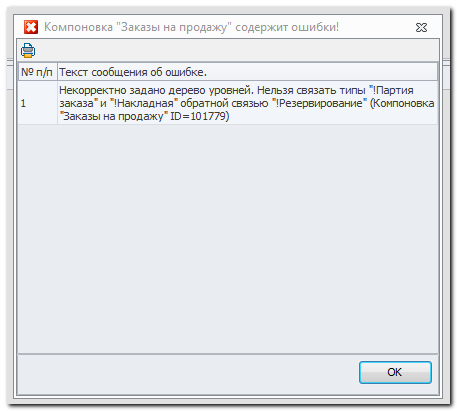 Компоновка "Заказы на продажу" содержит ошибки!
№ п/п Текст сообщения об ошибке.
Некорректно задано дерево уровней. Нельзя связать типы "!Партия
1 заказа" и "!Накладная" обратной связью "!Резервирование" (Компоновка
"Заказы на продажу" ID=101779)
OK